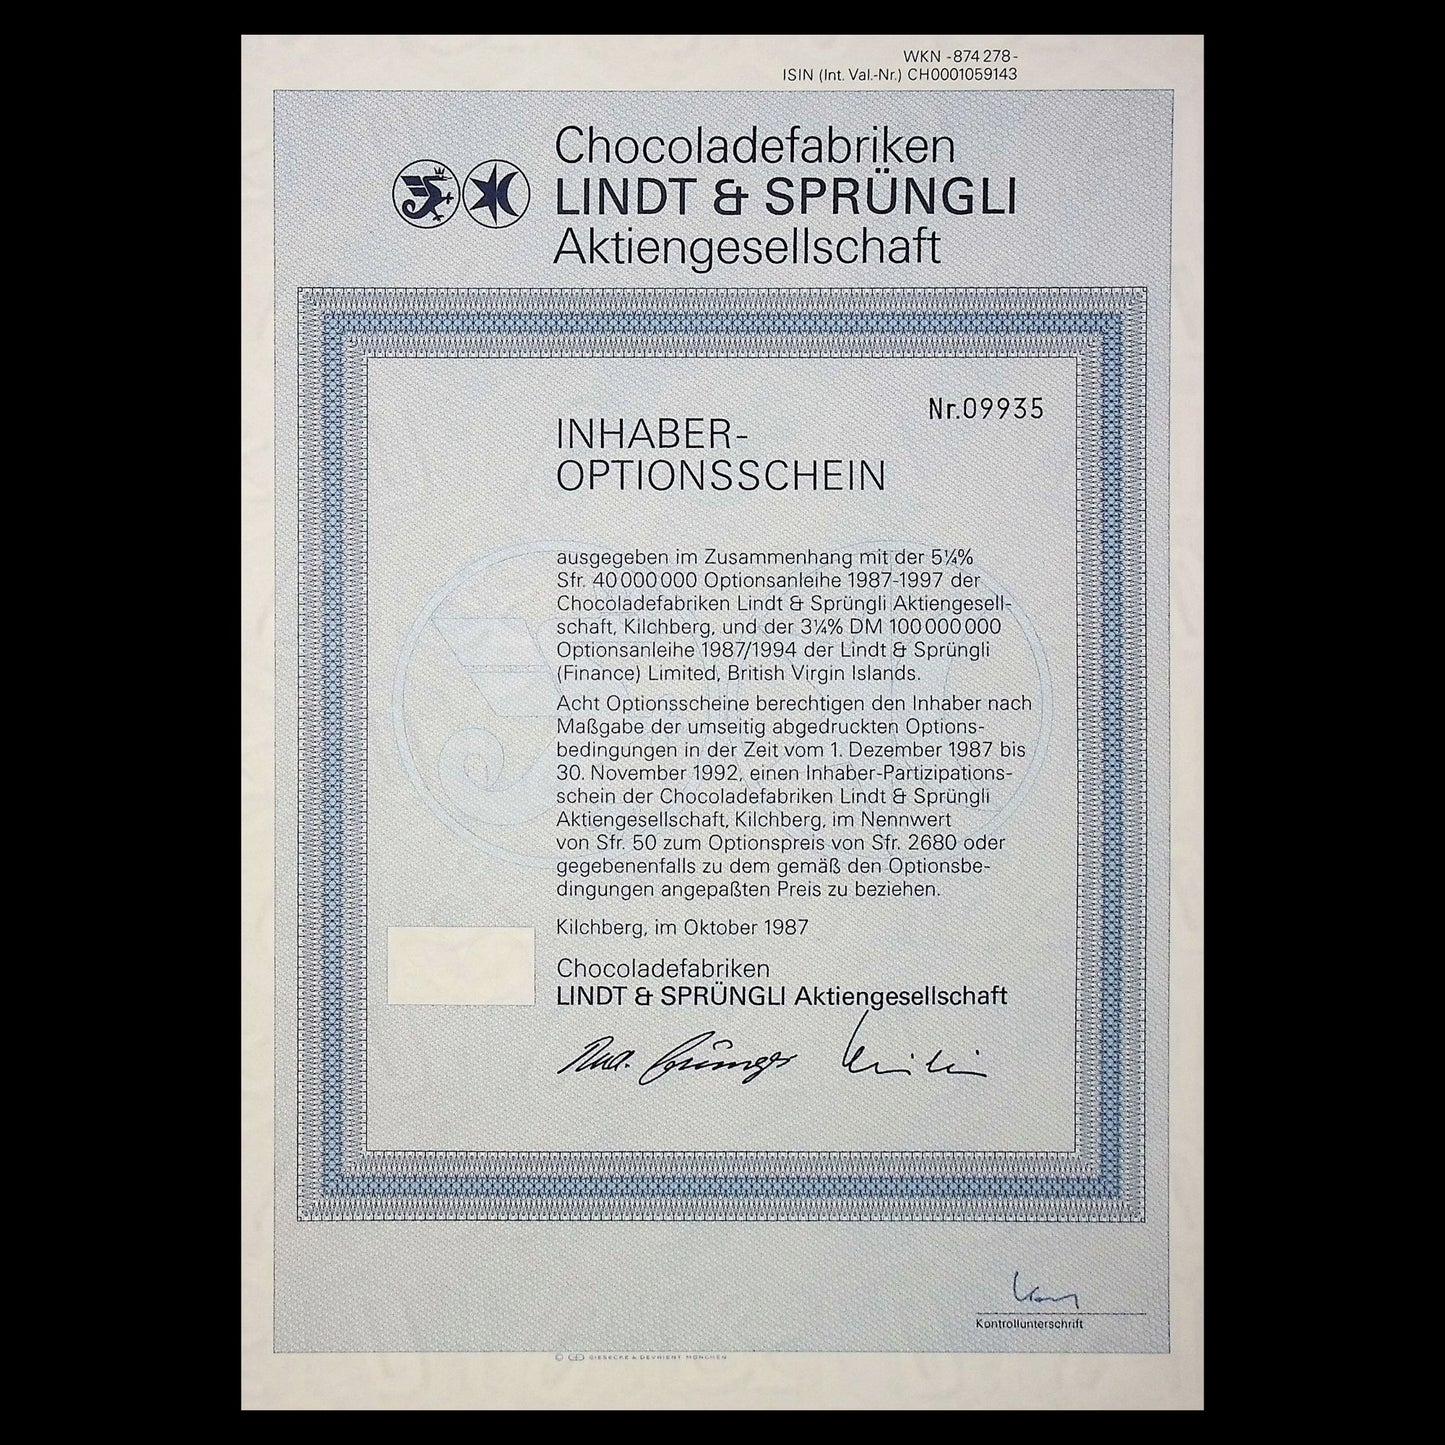 WKN -874 278-
ISIN (Int. Val.-Nr.) CH0001059143
Chocoladefabriken
LINDT & SPRÜNGLI
Aktiengesellschaft
Nr.09935
INHABER-
OPTIONSSCHEIN
ausgegeben im Zusammenhang mit der 5¼%
Sfr. 40 000 000 Optionsanleihe 1987-1997 der
Chocoladefabriken Lindt & Sprüngli Aktiengesell-
schaft, Kilchberg, und der 3¼% DM 100 000 000
Optionsanleihe 1987/1994 der Lindt & Sprüngli
(Finance) Limited, British Virgin Islands.
Acht Optionsscheine berechtigen den Inhaber nach
Maßgabe der umseitig abgedruckten Options-
bedingungen in der Zeit vom 1. Dezember 1987 bis
30. November 1992, einen Inhaber-Partizipations-
schein der Chocoladefabriken Lindt & Sprüngli
Aktiengesellschaft, Kilchberg, im Nennwert
von Sfr. 50 zum Optionspreis von Sfr. 2680 oder
gegebenenfalls zu dem gemäß den Optionsbe-
dingungen angepaßten Preis zu beziehen.
Kilchberg, im Oktober 1987
Chocoladefabriken
LINDT & SPRÜNGLI Aktiengesellschaft
Kontrollunterschrift
© GD GIESECKE & DEVRIENT MÜNCHEN